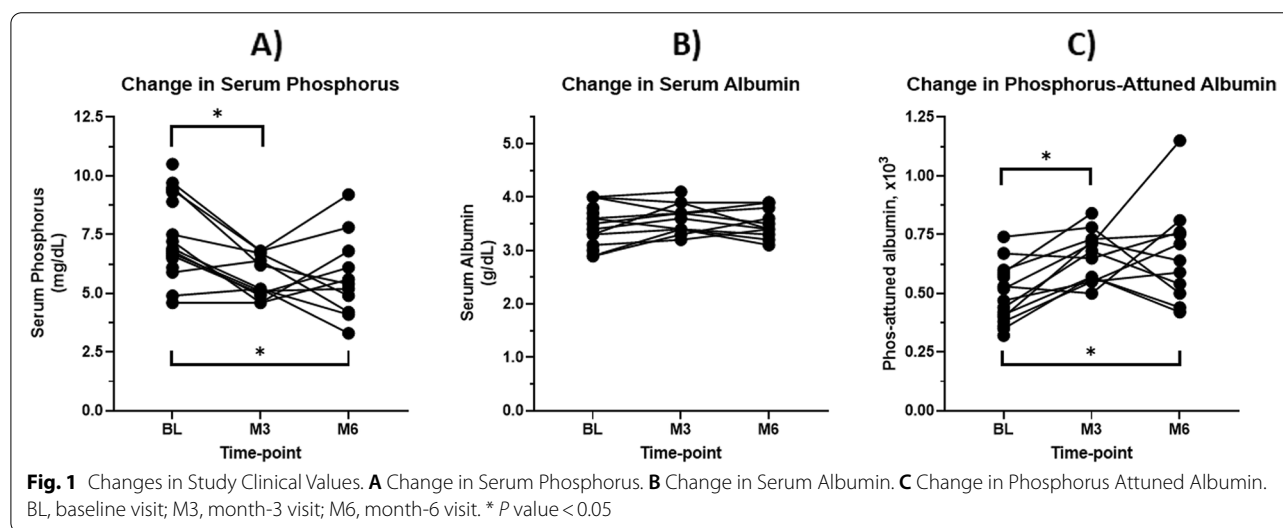 A)
Change in Serum Phosphorus
12.5
10.0
7.5
5.0
2.5
0.0
Serum Phosphorus
(mg/dL)
*
*
BL M3 M6
Time-point
B)
Change in Serum Albumin
5.0
4.0
3.0
2.0
1.0
0.0
Serum Albumin
(g/dL)
BL M3 M6
Time-point
C)
Change in Phosphorus-Attuned Albumin
1.25
1.00
0.75
0.50
0.25
0.00
Phos-attuned albumin, x10³
*
*
BL M3 M6
Time-point
Fig. 1 Changes in Study Clinical Values. A Change in Serum Phosphorus. B Change in Serum Albumin. C Change in Phosphorus Attuned Albumin.
BL, baseline visit; M3, month-3 visit; M6, month-6 visit. * P value < 0.05